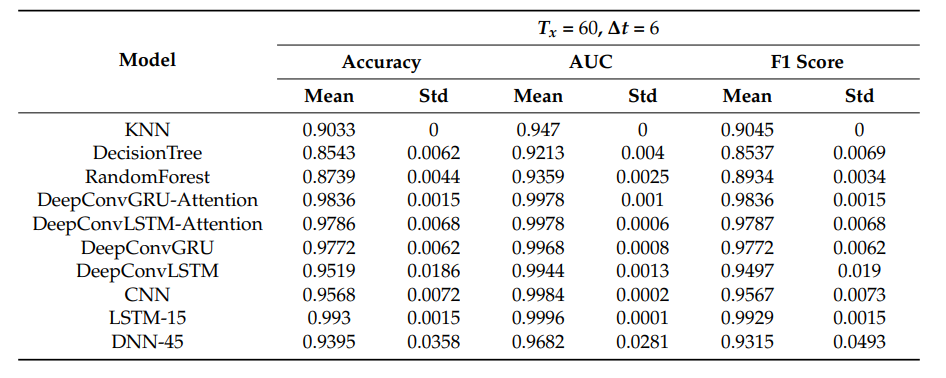 Tx = 60, Δt = 6
Model
Accuracy AUC F1 Score
Mean Std Mean Std Mean Std
KNN 0.9033 0 0.947 0 0.9045 0
DecisionTree 0.8543 0.0062 0.9213 0.004 0.8537 0.0069
RandomForest 0.8739 0.0044 0.9359 0.0025 0.8934 0.0034
DeepConvGRU-Attention 0.9836 0.0015 0.9978 0.001 0.9836 0.0015
DeepConvLSTM-Attention 0.9786 0.0068 0.9978 0.0006 0.9787 0.0068
DeepConvGRU 0.9772 0.0062 0.9968 0.0008 0.9772 0.0062
DeepConvLSTM 0.9519 0.0186 0.9944 0.0013 0.9497 0.019
CNN 0.9568 0.0072 0.9984 0.0002 0.9567 0.0073
LSTM-15 0.993 0.0015 0.9996 0.0001 0.9929 0.0015
DNN-45 0.9395 0.0358 0.9682 0.0281 0.9315 0.0493